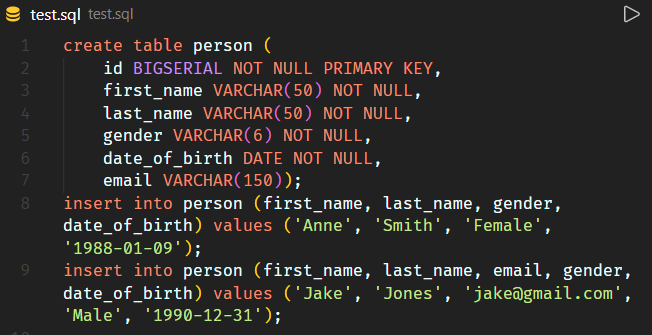 test.sql test.sql
1 create table person (
2 id BIGSERIAL NOT NULL PRIMARY KEY,
3 first_name VARCHAR(50) NOT NULL,
4 last_name VARCHAR(50) NOT NULL,
5 gender VARCHAR(6) NOT NULL,
6 date_of_birth DATE NOT NULL,
7 email VARCHAR(150));
8 insert into person (first_name, last_name, gender,
date_of_birth) values ('Anne', 'Smith', 'Female',
'1988-01-09');
9 insert into person (first_name, last_name, email, gender,
date_of_birth) values ('Jake', 'Jones', 'jake@gmail.com',
'Male', '1990-12-31');